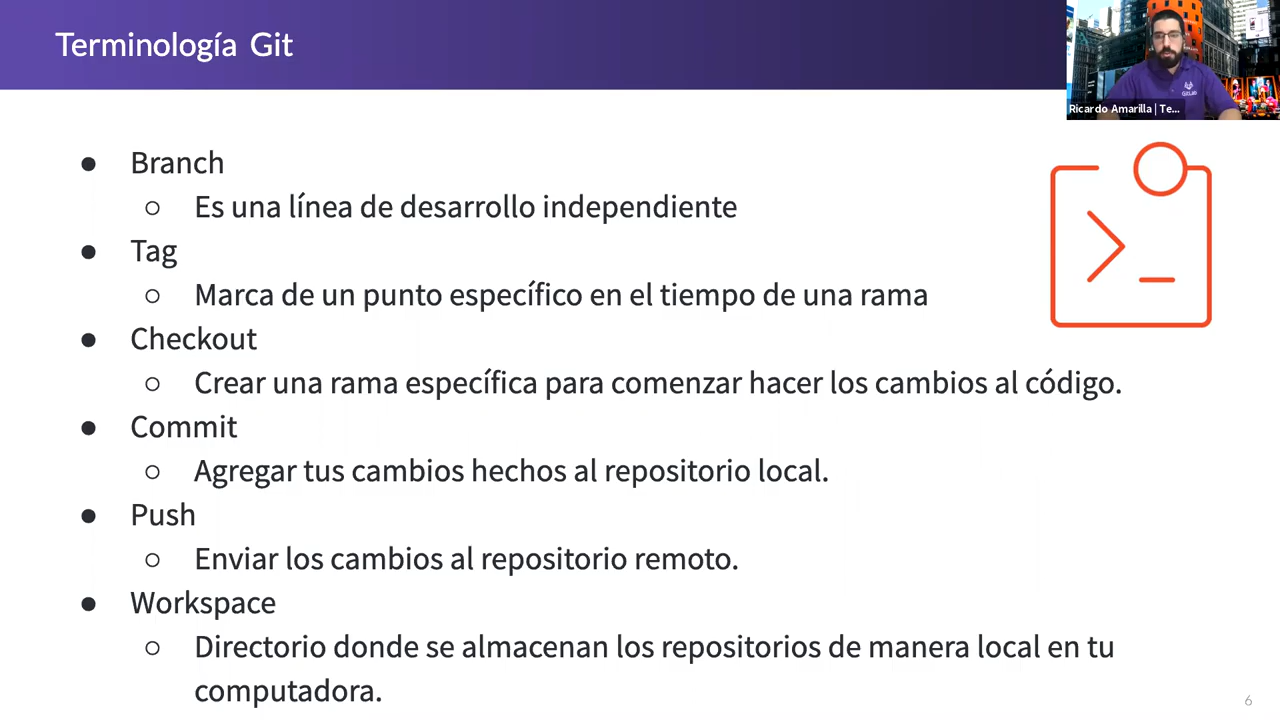 Terminología Git
Ricardo Amarilla | Te...
GitLab
● Branch
○ Es una línea de desarrollo independiente
● Tag
○ Marca de un punto específico en el tiempo de una rama
● Checkout
○ Crear una rama específica para comenzar hacer los cambios al código.
● Commit
○ Agregar tus cambios hechos al repositorio local.
● Push
○ Enviar los cambios al repositorio remoto.
● Workspace
○ Directorio donde se almacenan los repositorios de manera local en tu
computadora.
6